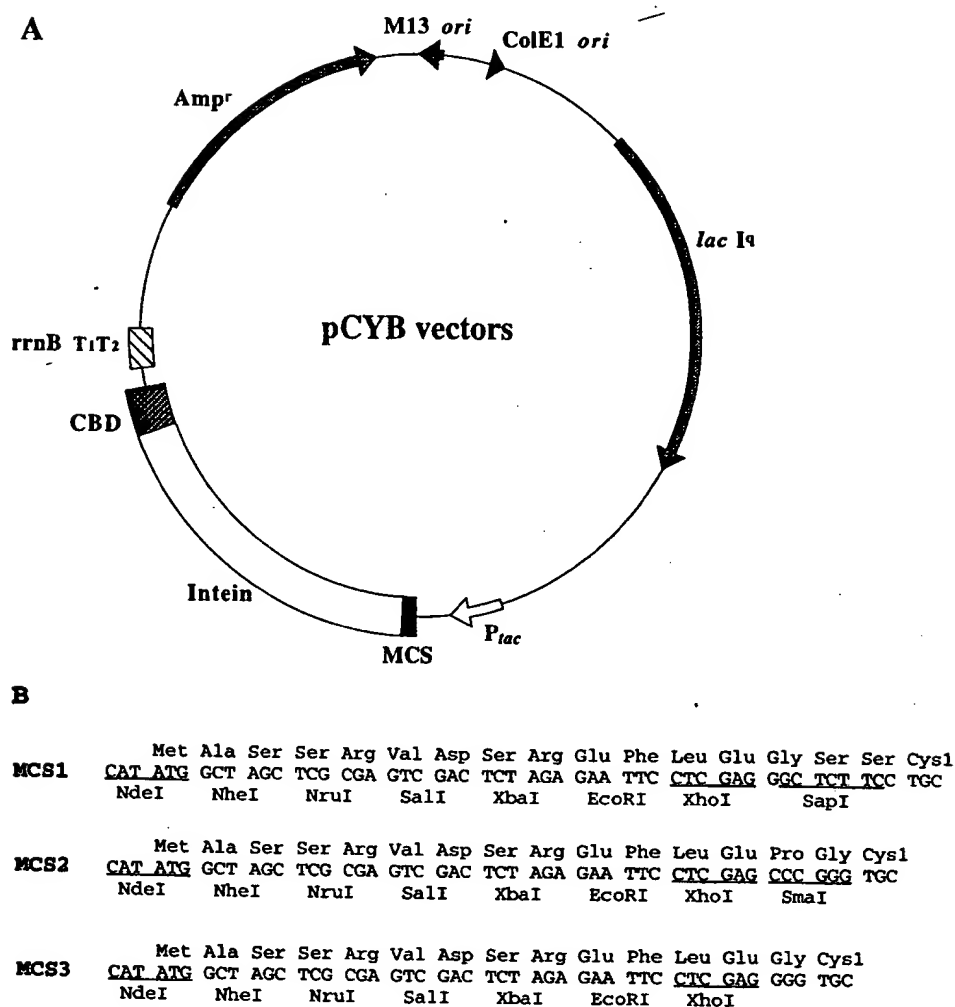 A
M13 ori
ColE1 ori
Ampʳ
lac Iq
pCYB vectors
rrnB T1T2
CBD
Intein
MCS
Ptac
B
Met Ala Ser Ser Arg Val Asp Ser Arg Glu Phe Leu Glu Gly Ser Ser Cys1
MCS1 CAT ATG GCT AGC TCG CGA GTC GAC TCT AGA GAA TTC CTC GAG GGC TCT TCC TGC
NdeI NheI NruI SalI XbaI EcoRI XhoI SapI
Met Ala Ser Ser Arg Val Asp Ser Arg Glu Phe Leu Glu Pro Gly Cys1
MCS2 CAT ATG GCT AGC TCG CGA GTC GAC TCT AGA GAA TTC CTC GAG CCC GGG TGC
NdeI NheI NruI SalI XbaI EcoRI XhoI SmaI
Met Ala Ser Ser Arg Val Asp Ser Arg Glu Phe Leu Glu Gly Cys1
MCS3 CAT ATG GCT AGC TCG CGA GTC GAC TCT AGA GAA TTC CTC GAG GGG TGC
NdeI NheI NruI SalI XbaI EcoRI XhoI